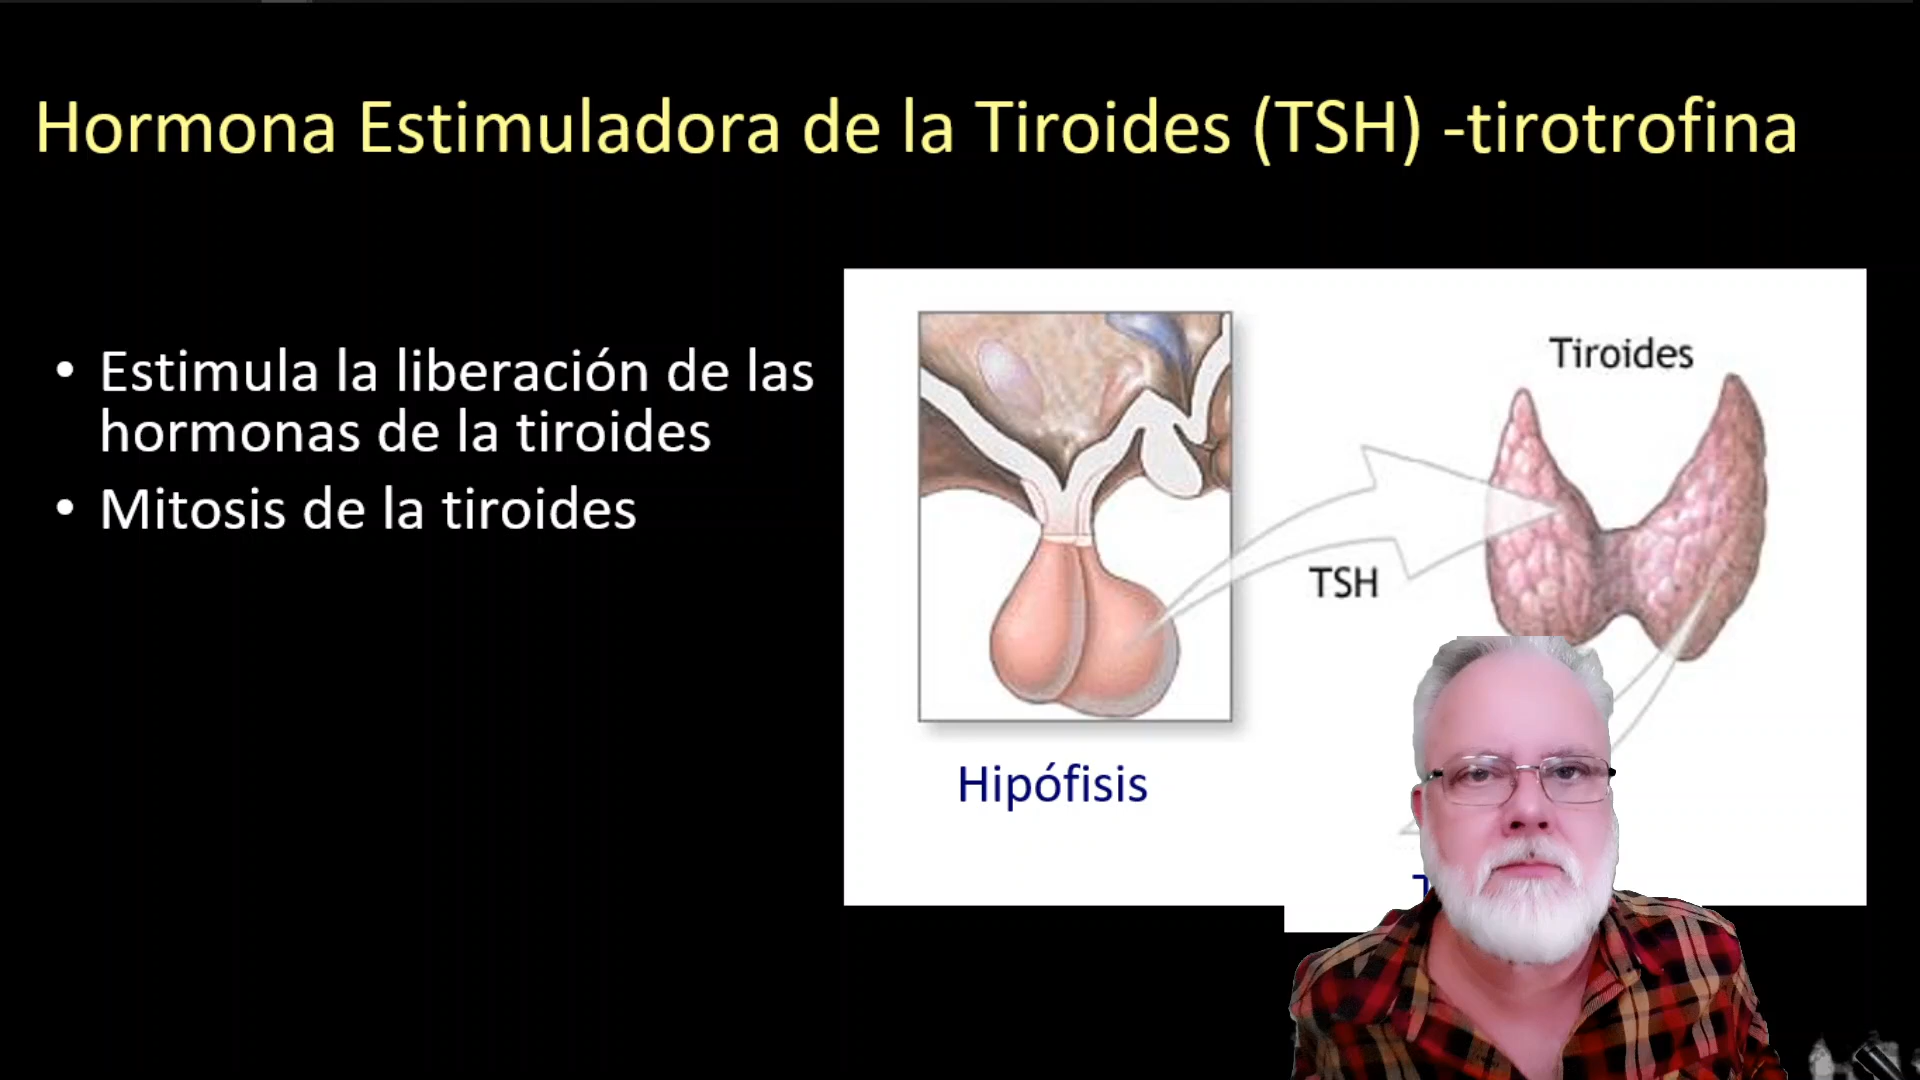 Hormona Estimuladora de la Tiroides (TSH) -tirotrofina
• Estimula la liberación de las
hormonas de la tiroides
• Mitosis de la tiroides
Tiroides
TSH
Hipófisis